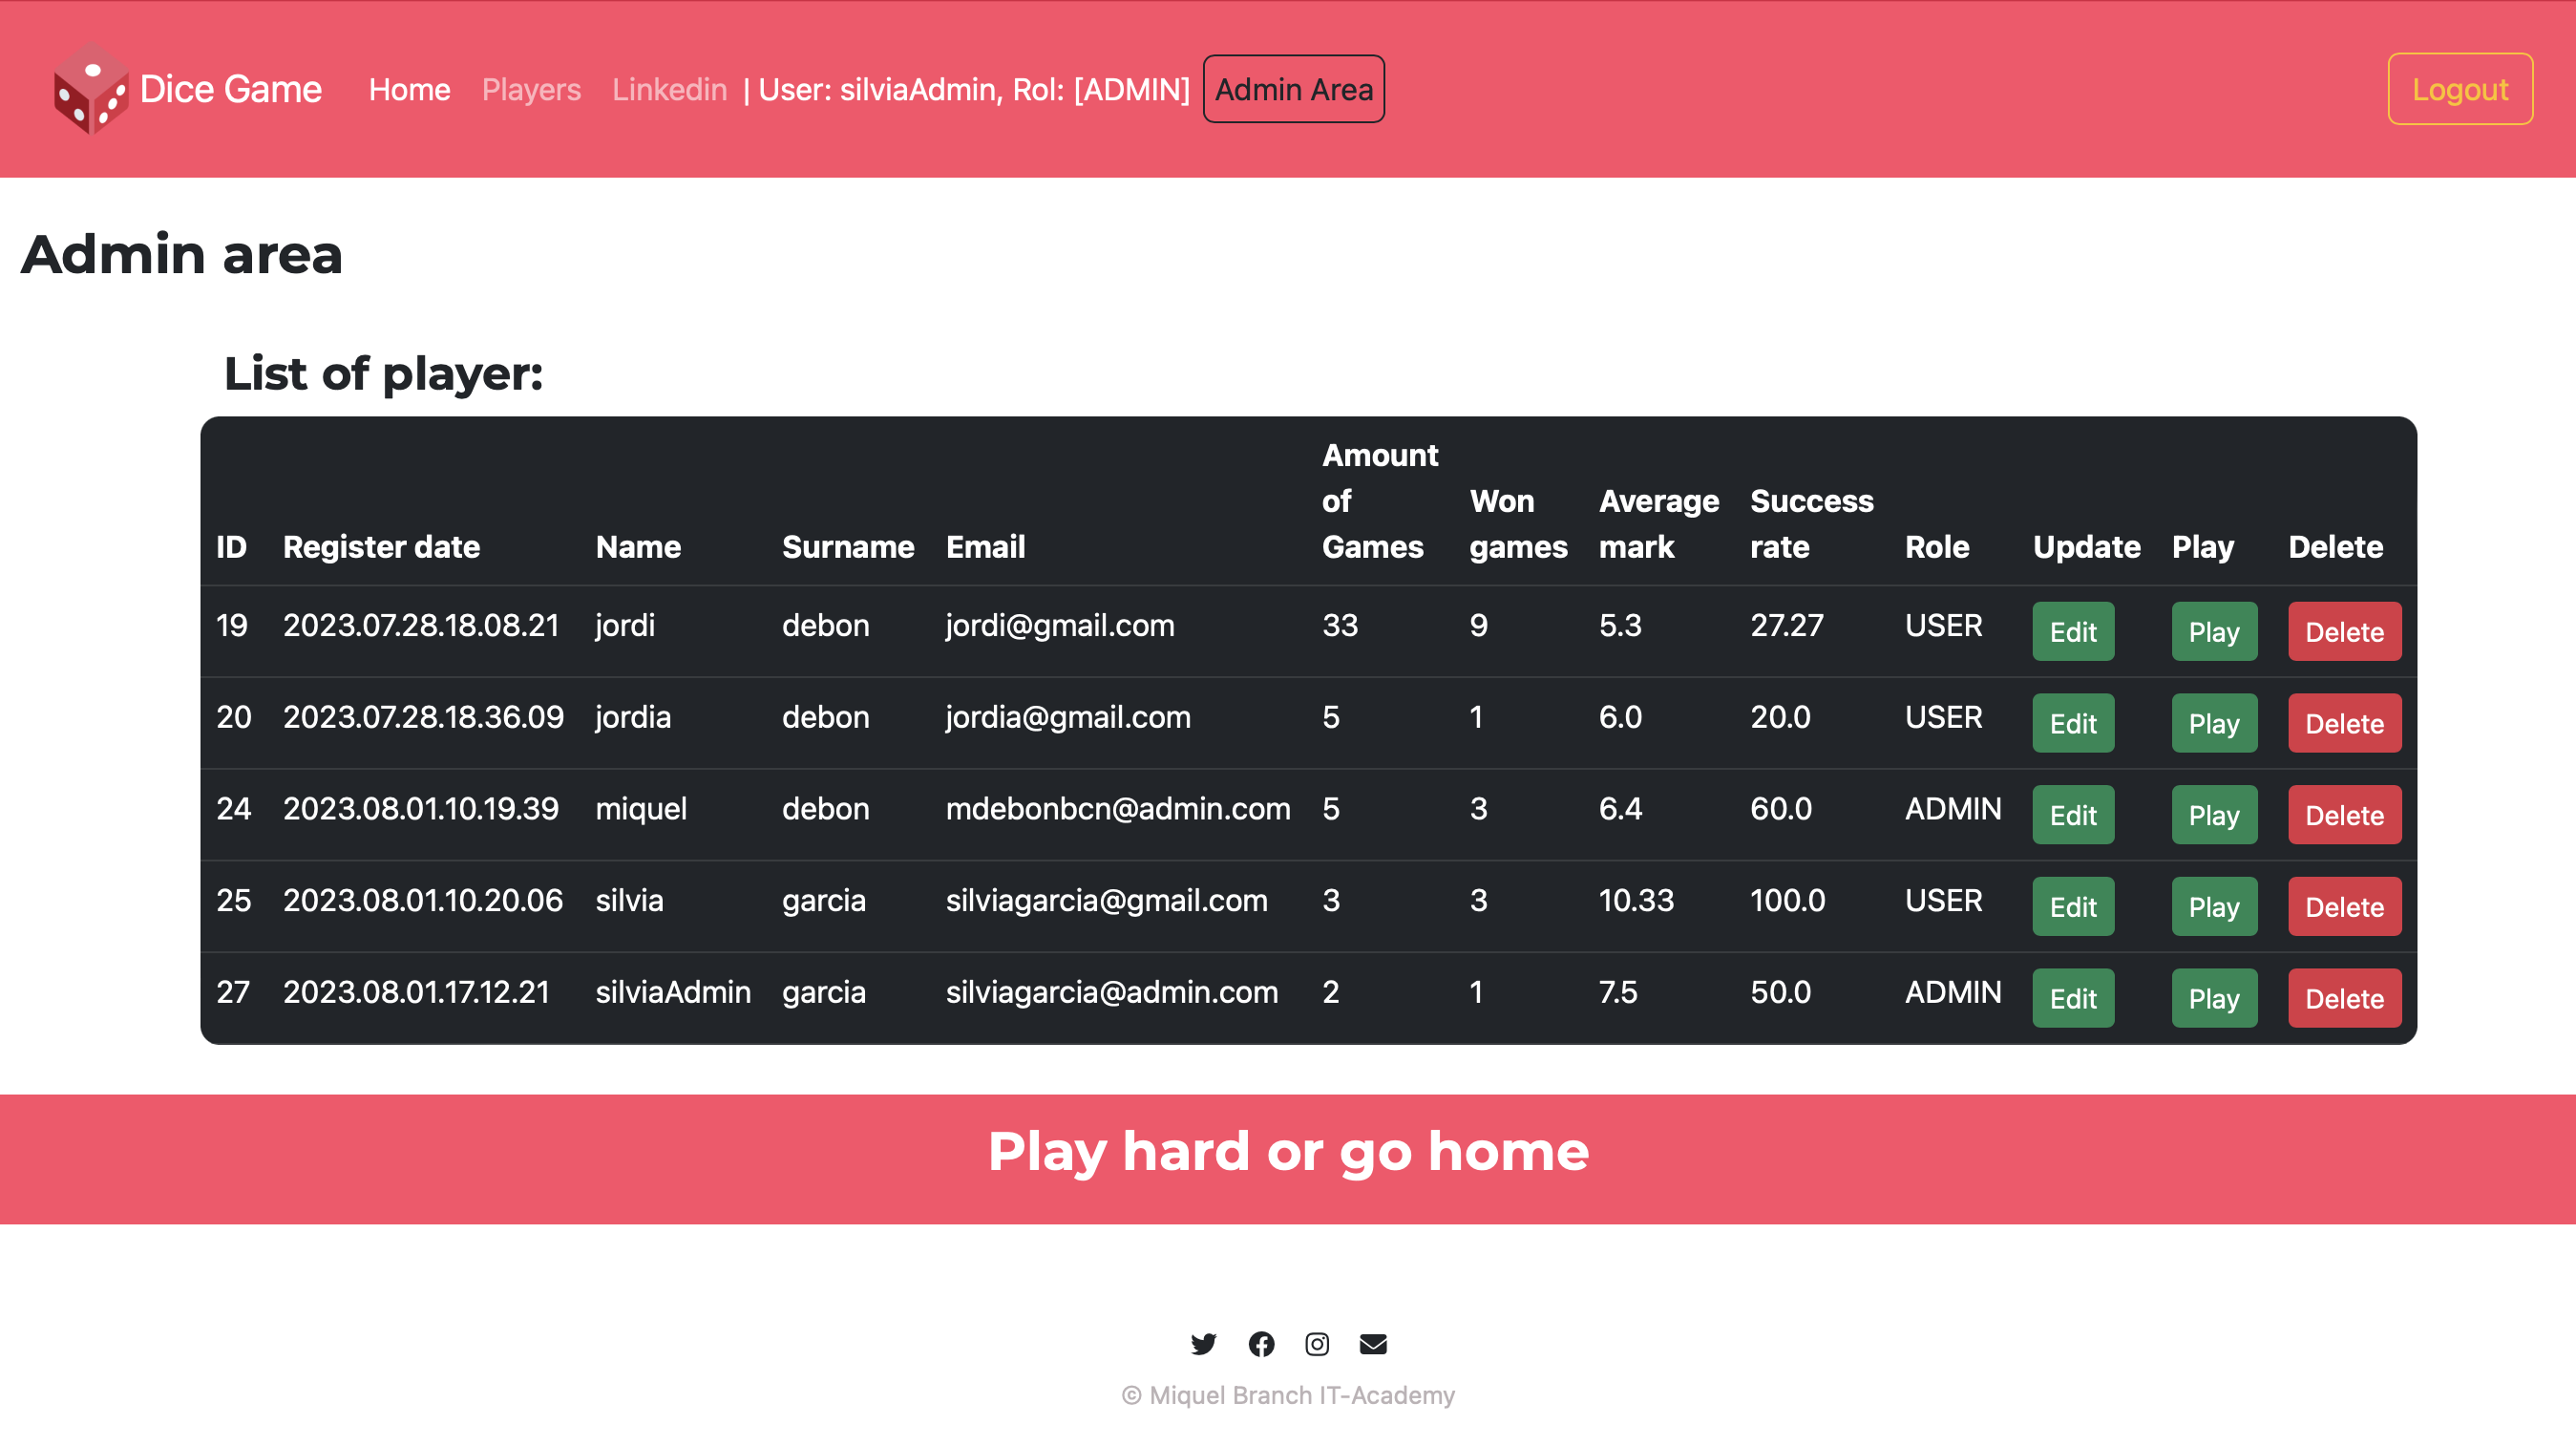 Dice Game Home Players Linkedin | User: silviaAdmin, Rol: [ADMIN] Admin Area Logout
Admin area
List of player:
ID Register date Name Surname Email Amount of Games Won games Average mark Success rate Role Update Play Delete
19 2023.07.28.18.08.21 jordi debon jordi@gmail.com 33 9 5.3 27.27 USER Edit Play Delete
20 2023.07.28.18.36.09 jordia debon jordia@gmail.com 5 1 6.0 20.0 USER Edit Play Delete
24 2023.08.01.10.19.39 miquel debon mdebonbcn@admin.com 5 3 6.4 60.0 ADMIN Edit Play Delete
25 2023.08.01.10.20.06 silvia garcia silviagarcia@gmail.com 3 3 10.33 100.0 USER Edit Play Delete
27 2023.08.01.17.12.21 silviaAdmin garcia silviagarcia@admin.com 2 1 7.5 50.0 ADMIN Edit Play Delete
Play hard or go home
© Miquel Branch IT-Academy